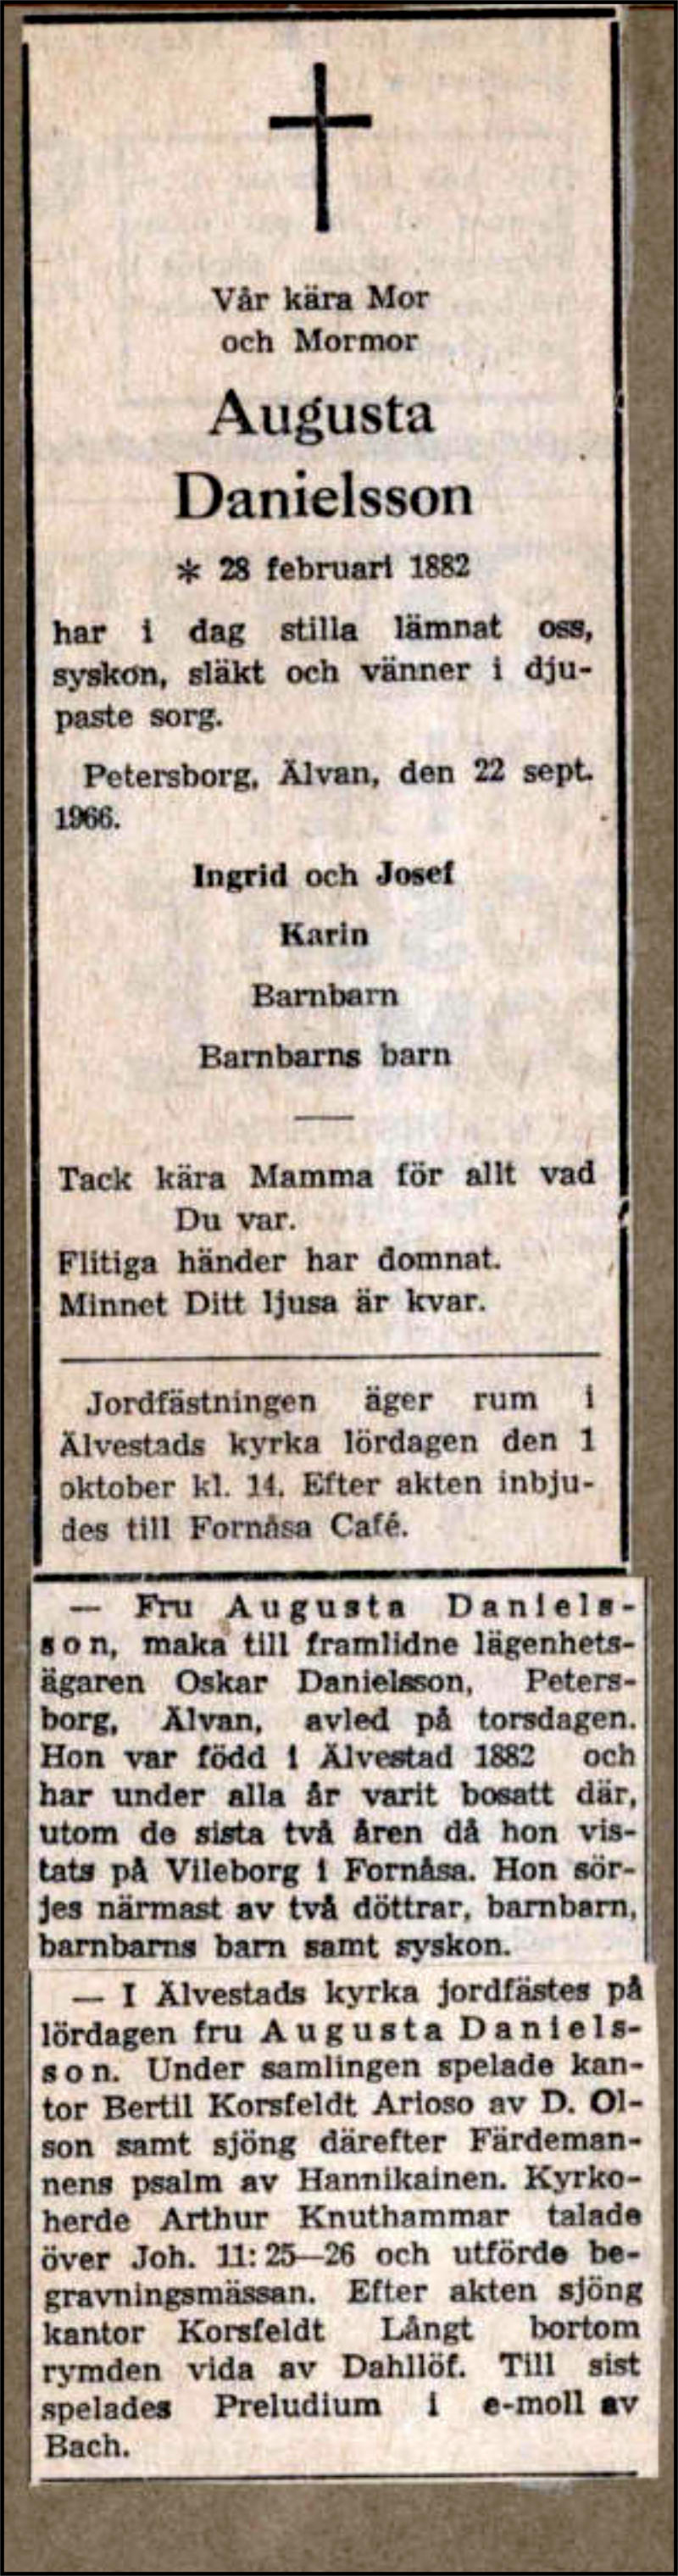 Vår kära Mor
och Mormor
Augusta
Danielsson
* 28 februari 1882
har i dag stilla lämnat oss,
syskon, släkt och vänner i dju-
paste sorg.
Petersborg, Älvan, den 22 sept.
1966.
Ingrid och Josef
Karin
Barnbarn
Barnbarns barn
Tack kära Mamma för allt vad
Du var.
Flitiga händer har domnat.
Minnet Ditt ljusa är kvar.
Jordfästningen äger rum i
Älvestads kyrka lördagen den 1
oktober kl. 14. Efter akten inbju-
des till Fornåsa Café.
— Fru Augusta Daniels-
son, maka till framlidne lägenhets-
ägaren Oskar Danielsson, Peters-
borg, Älvan, avled på torsdagen.
Hon var född i Älvestad 1882 och
har under alla år varit bosatt där,
utom de sista två åren då hon vis-
tats på Vileborg i Fornåsa. Hon sör-
jes närmast av två döttrar, barnbarn,
barnbarns barn samt syskon.
— I Älvestads kyrka jordfästes på
lördagen fru Augusta Daniels-
son. Under samlingen spelade kan-
tor Bertil Korsfeldt Arioso av D. Ol-
son samt sjöng därefter Färdeman-
nens psalm av Hannikainen. Kyrko-
herde Arthur Knuthammar talade
över Joh. 11: 25—26 och utförde be-
gravningsmässan. Efter akten sjöng
kantor Korsfeldt Långt bortom
rymden vida av Dahllöf. Till sist
spelades Preludium i e-moll av
Bach.